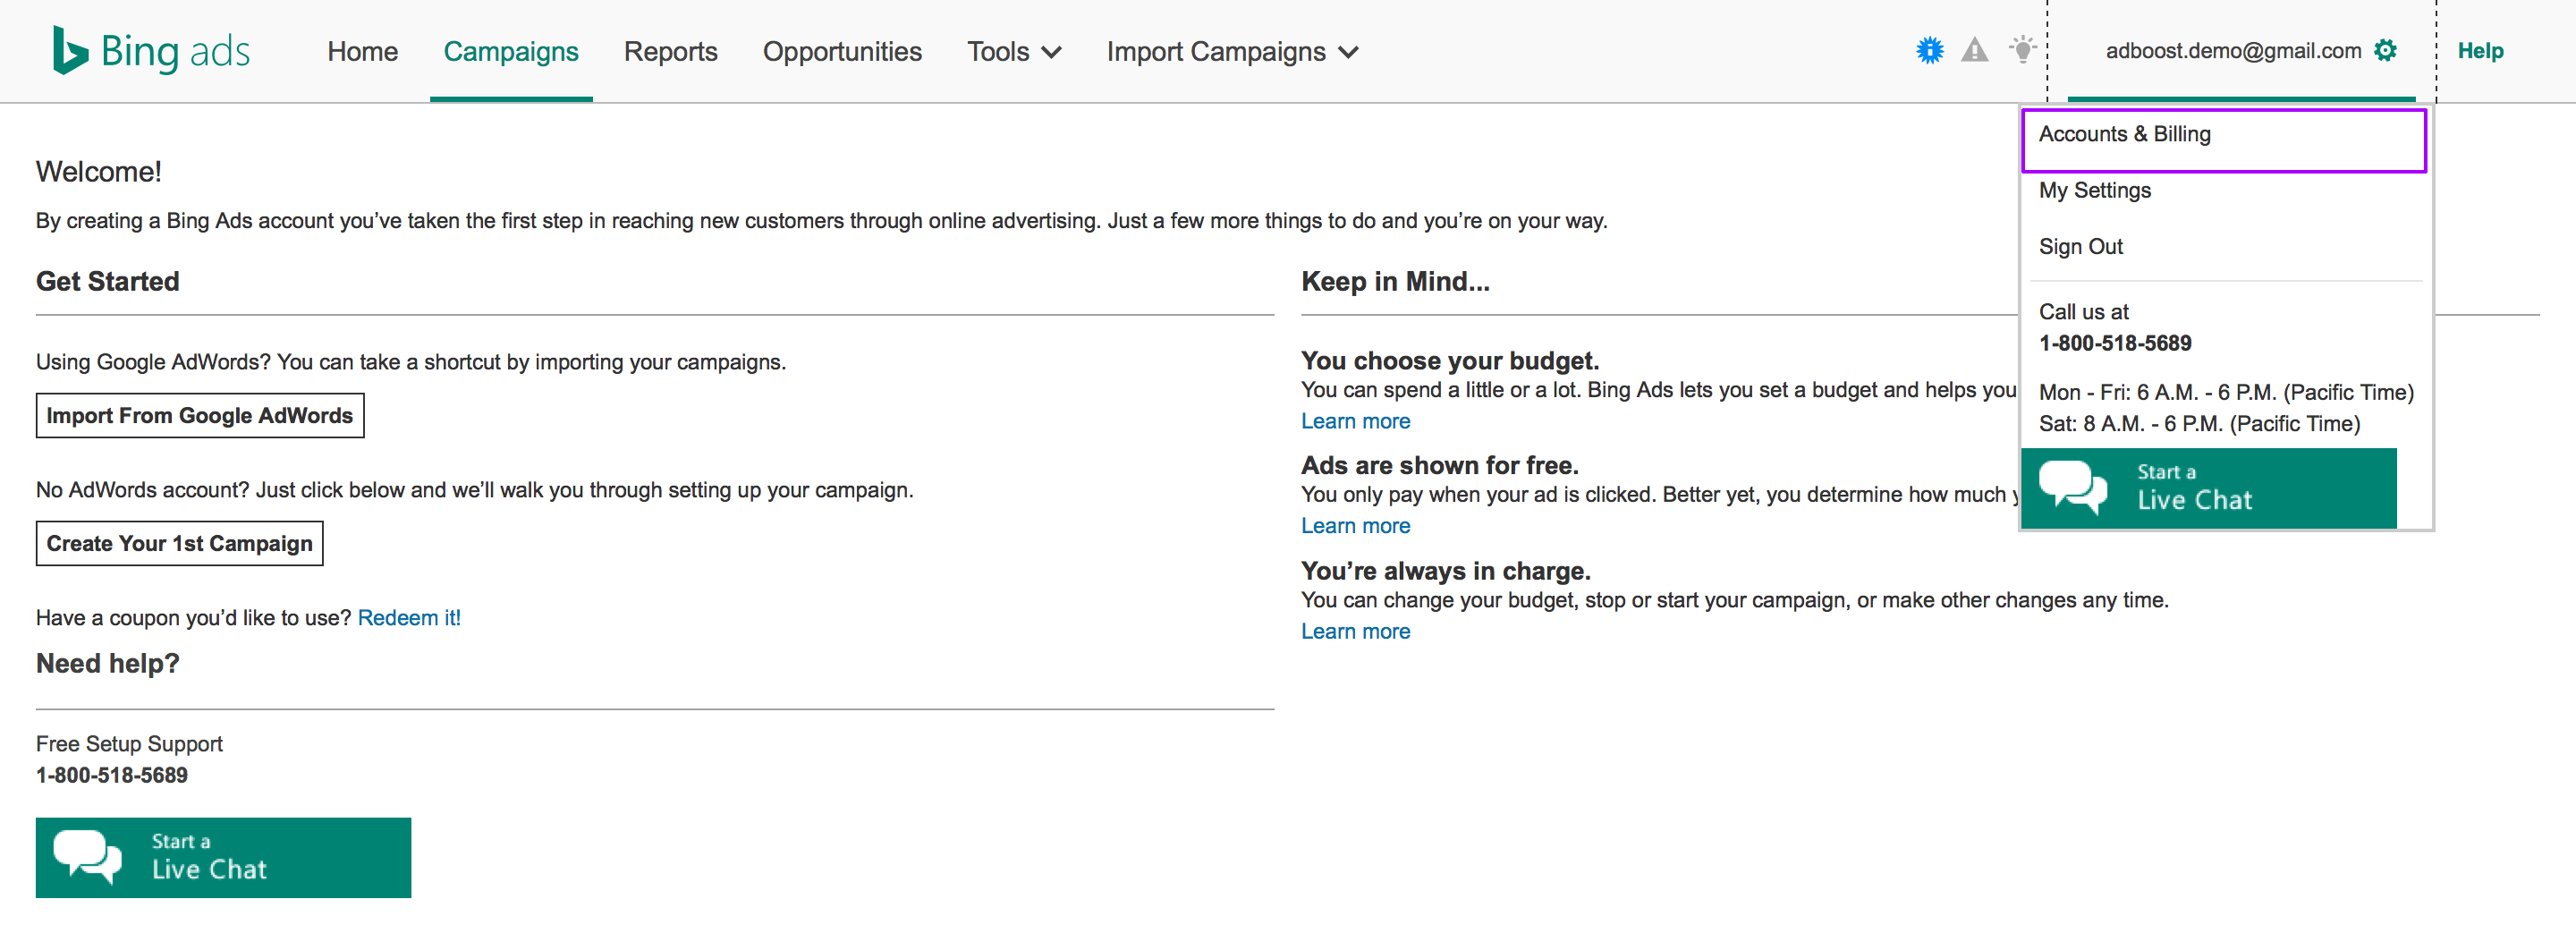 Bing ads
Home Campaigns Reports Opportunities Tools Import Campaigns
adboost.demo@gmail.com
Help
Accounts & Billing
My Settings
Sign Out
Call us at
1-800-518-5689
Mon - Fri: 6 A.M. - 6 P.M. (Pacific Time)
Sat: 8 A.M. - 6 P.M. (Pacific Time)
Start a
Live Chat
Welcome!
By creating a Bing Ads account you’ve taken the first step in reaching new customers through online advertising. Just a few more things to do and you’re on your way.
Get Started
Using Google AdWords? You can take a shortcut by importing your campaigns.
Import From Google AdWords
No AdWords account? Just click below and we’ll walk you through setting up your campaign.
Create Your 1st Campaign
Have a coupon you’d like to use? Redeem it!
Need help?
Free Setup Support
1-800-518-5689
Start a
Live Chat
Keep in Mind...
You choose your budget.
You can spend a little or a lot. Bing Ads lets you set a budget and helps you
Learn more
Ads are shown for free.
You only pay when your ad is clicked. Better yet, you determine how much
Learn more
You’re always in charge.
You can change your budget, stop or start your campaign, or make other changes any time.
Learn more